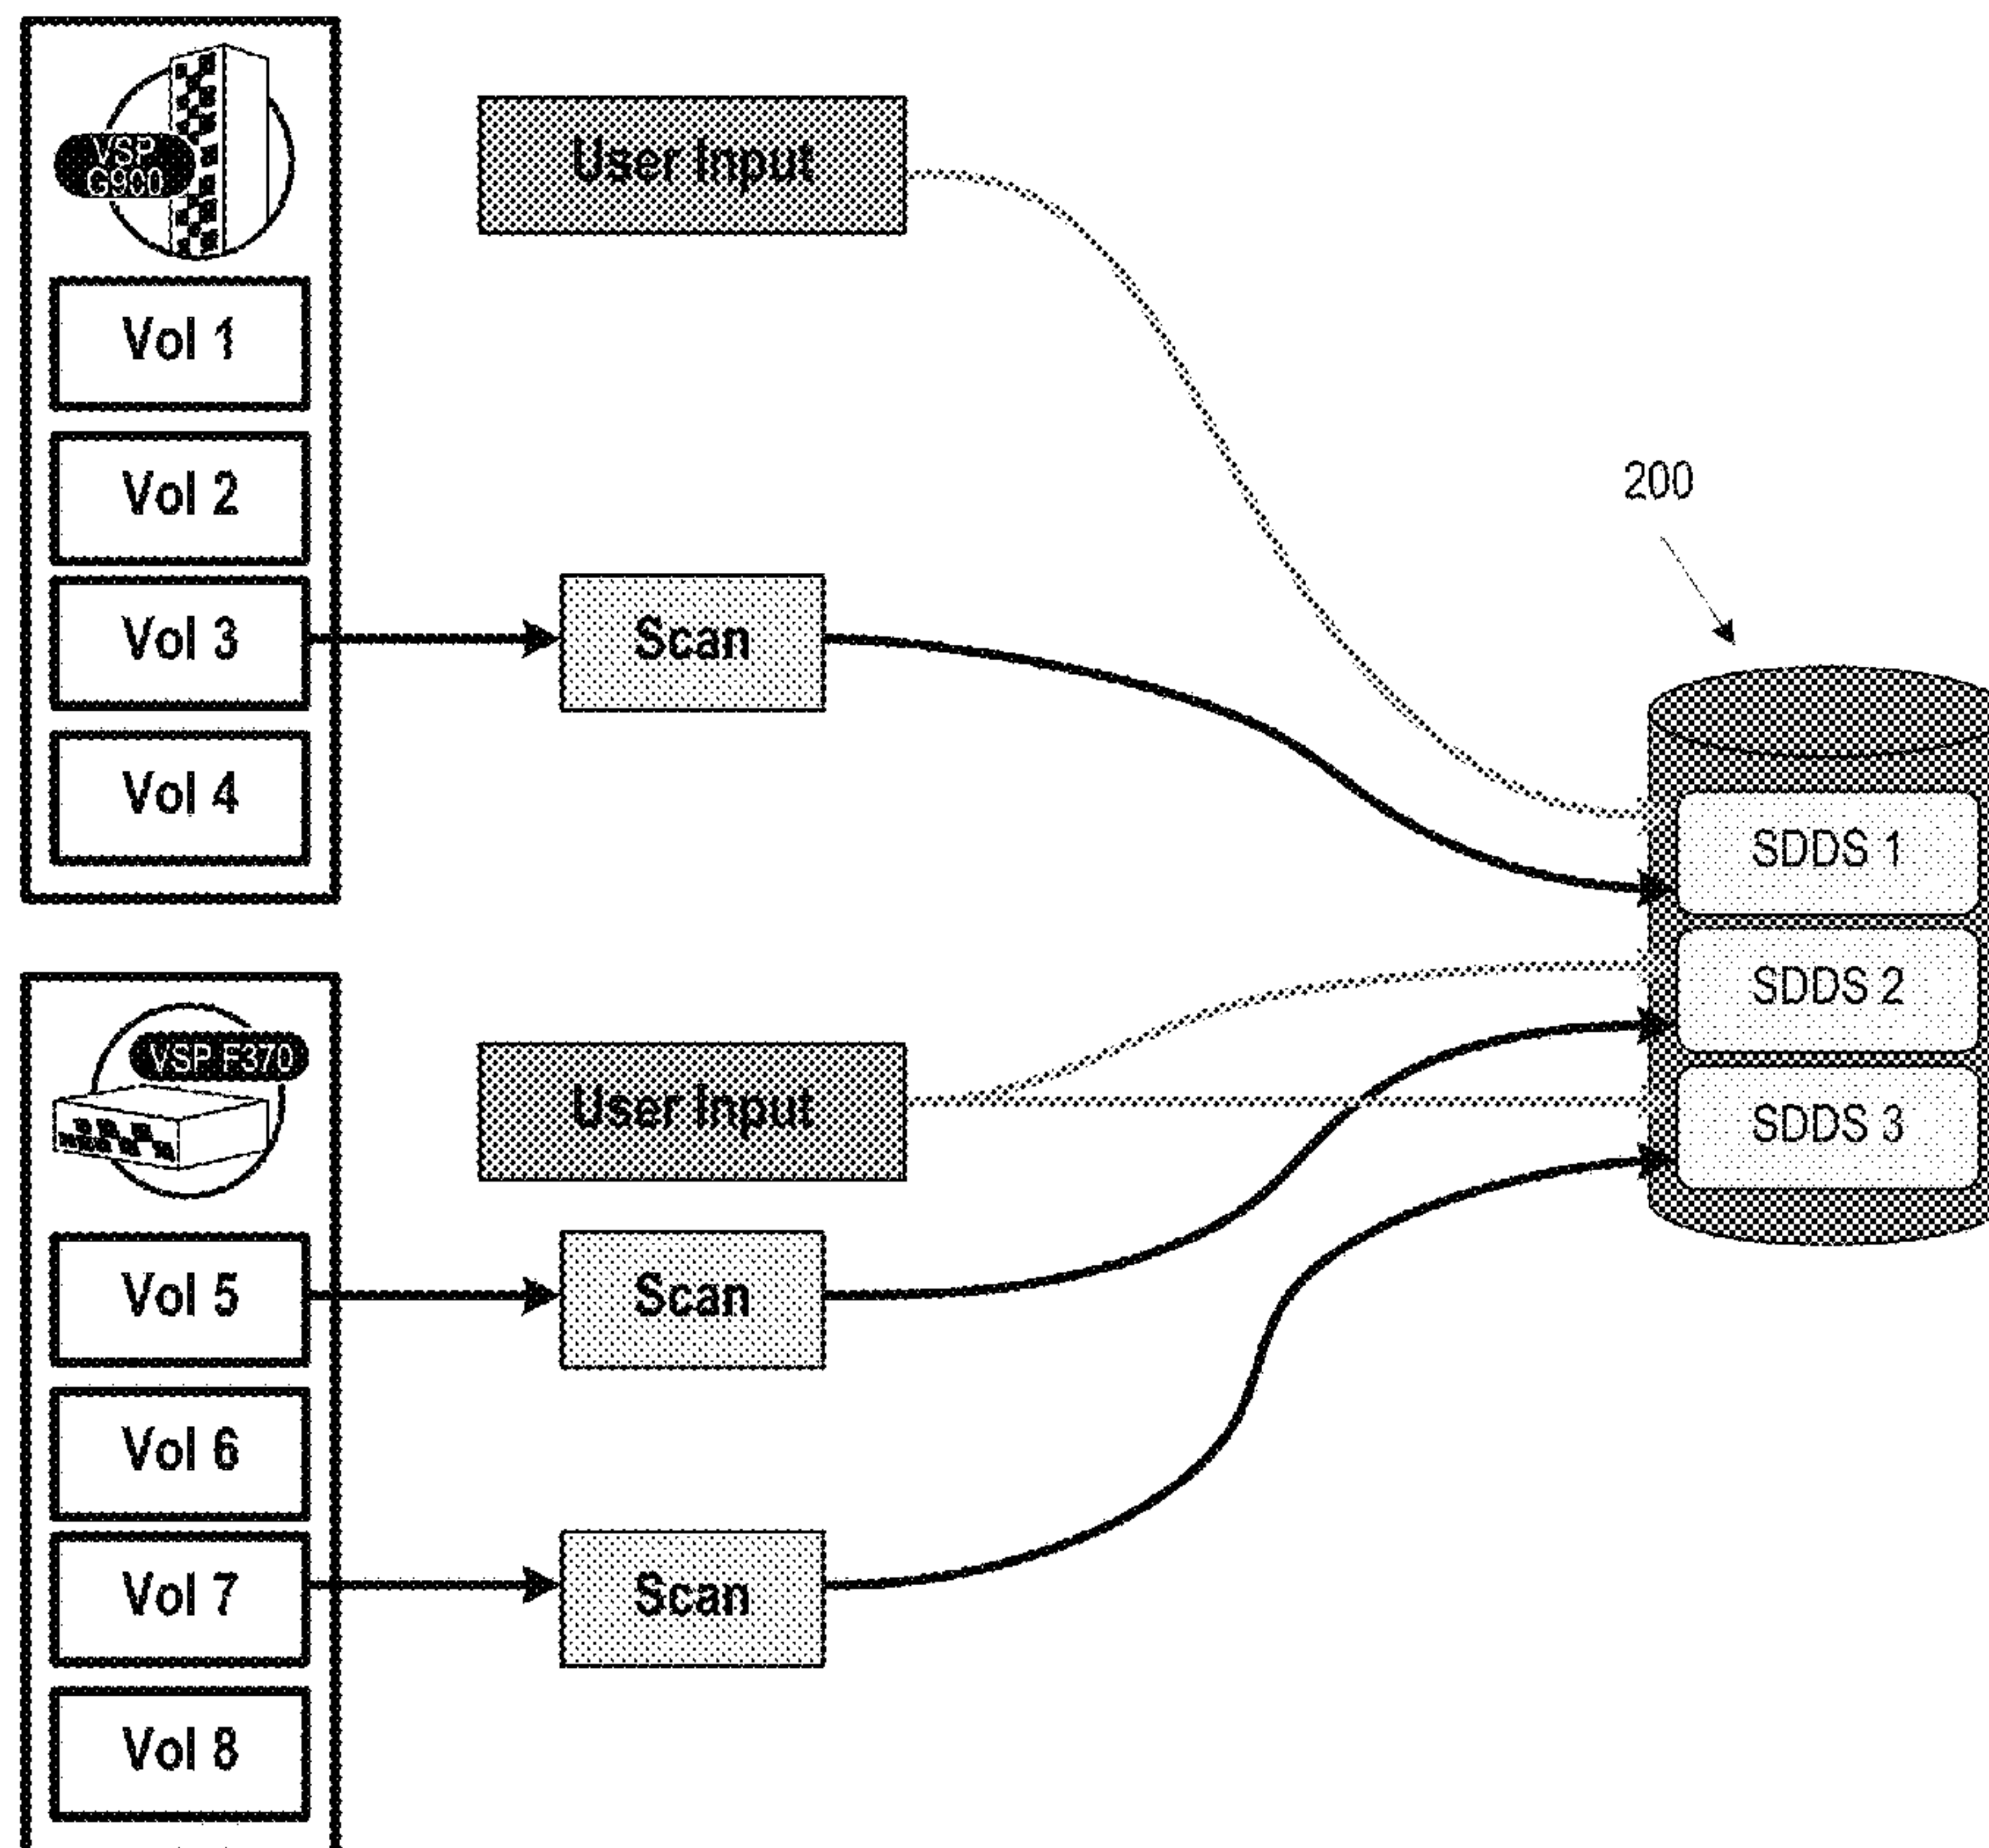 VSP
G900
User Input
Vol 1
Vol 2
Vol 3
Scan
Vol 4
200
SDDS 1
SDDS 2
SDDS 3
VSP F370
User Input
Vol 5
Scan
Vol 6
Vol 7
Scan
Vol 8